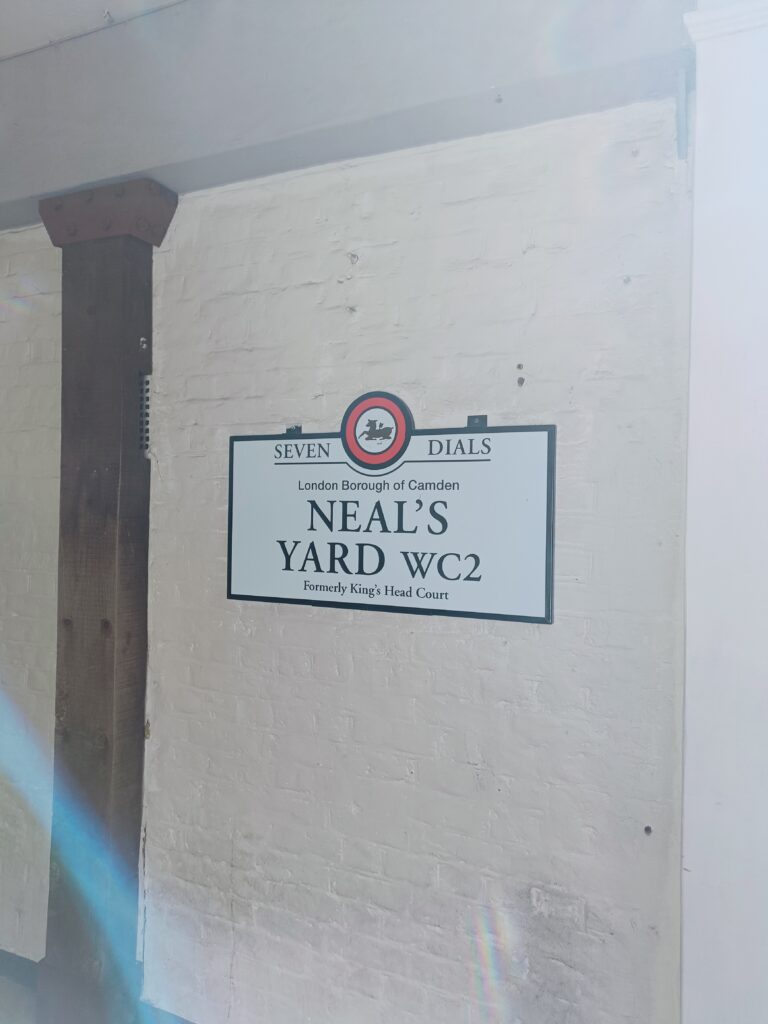 SEVEN DIALS
London Borough of Camden
NEAL'S
YARD WC2
Formerly King's Head Court